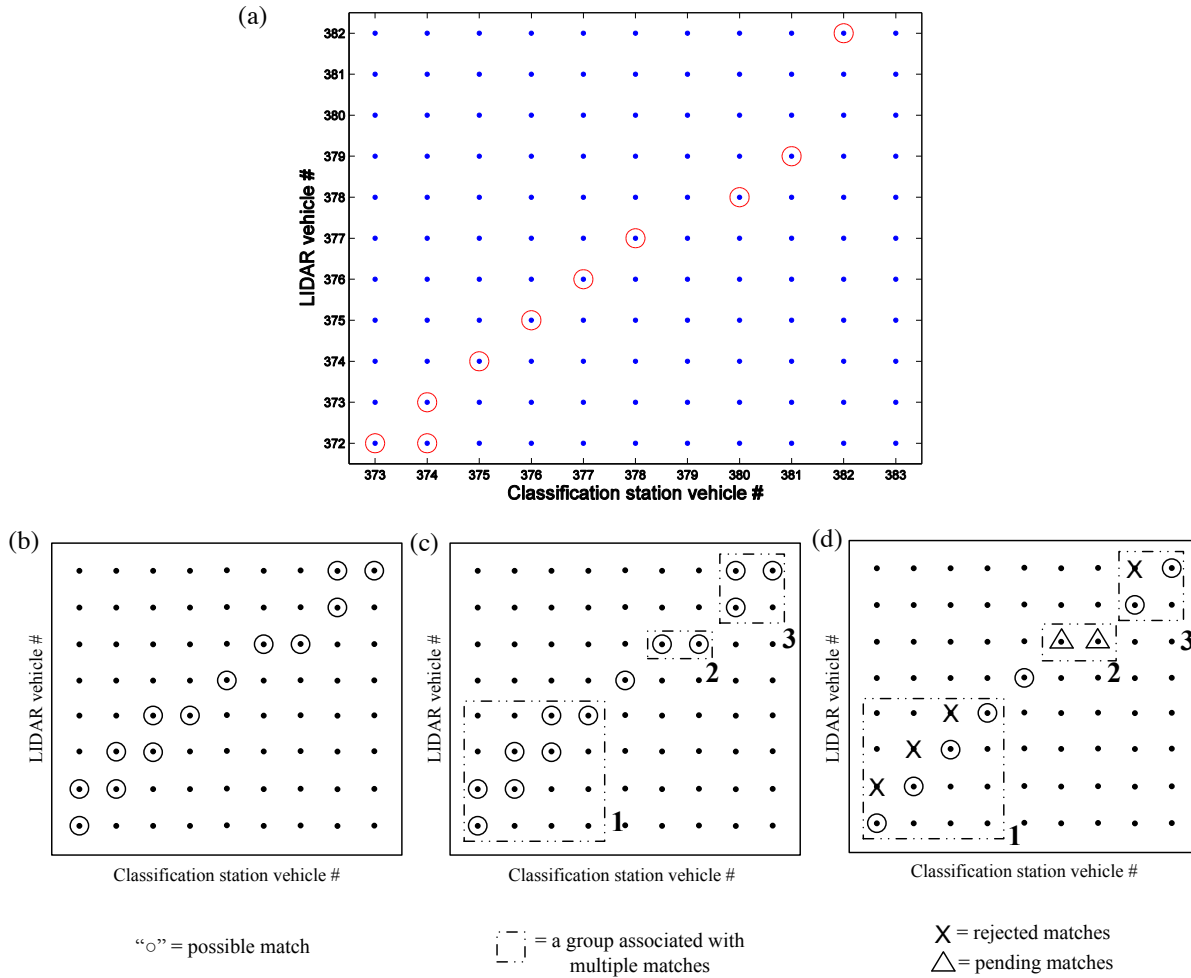 (a)
382
381
380
379
378
377
376
375
374
373
372
LIDAR vehicle #
373 374 375 376 377 378 379 380 381 382 383
Classification station vehicle #
(b)
LIDAR vehicle #
Classification station vehicle #
(c)
LIDAR vehicle #
3
2
1
Classification station vehicle #
(d)
LIDAR vehicle #
3
2
1
Classification station vehicle #
“○” = possible match
= a group associated with
multiple matches
X = rejected matches
△ = pending matches